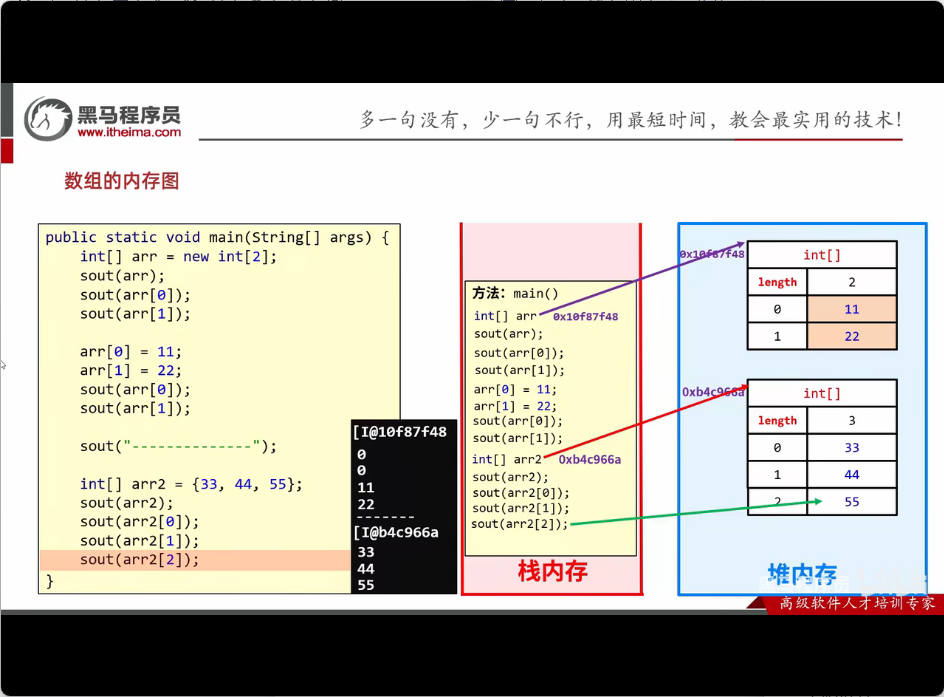 黑马程序员
www.itheima.com
多一句没有，少一句不行，用最短时间，教会最实用的技术！
数组的内存图
public static void main(String[] args) {
int[] arr = new int[2];
sout(arr);
sout(arr[0]);
sout(arr[1]);
arr[0] = 11;
arr[1] = 22;
sout(arr[0]);
sout(arr[1]);
sout("--------------");
int[] arr2 = {33, 44, 55};
sout(arr2);
sout(arr2[0]);
sout(arr2[1]);
sout(arr2[2]);
}
[I@10f87f48
0
0
11
22
-------
[I@b4c966a
33
44
55
方法：main()
int[] arr 0x10f87f48
sout(arr);
sout(arr[0]);
sout(arr[1]);
arr[0] = 11;
arr[1] = 22;
sout(arr[0]);
sout(arr[1]);
int[] arr2 0xb4c966a
sout(arr2);
sout(arr2[0]);
sout(arr2[1]);
sout(arr2[2]);
栈内存
0x10f87f48
int[]
length 2
0 11
1 22
0xb4c966a
int[]
length 3
0 33
1 44
2 55
堆内存
高级软件人才培训专家